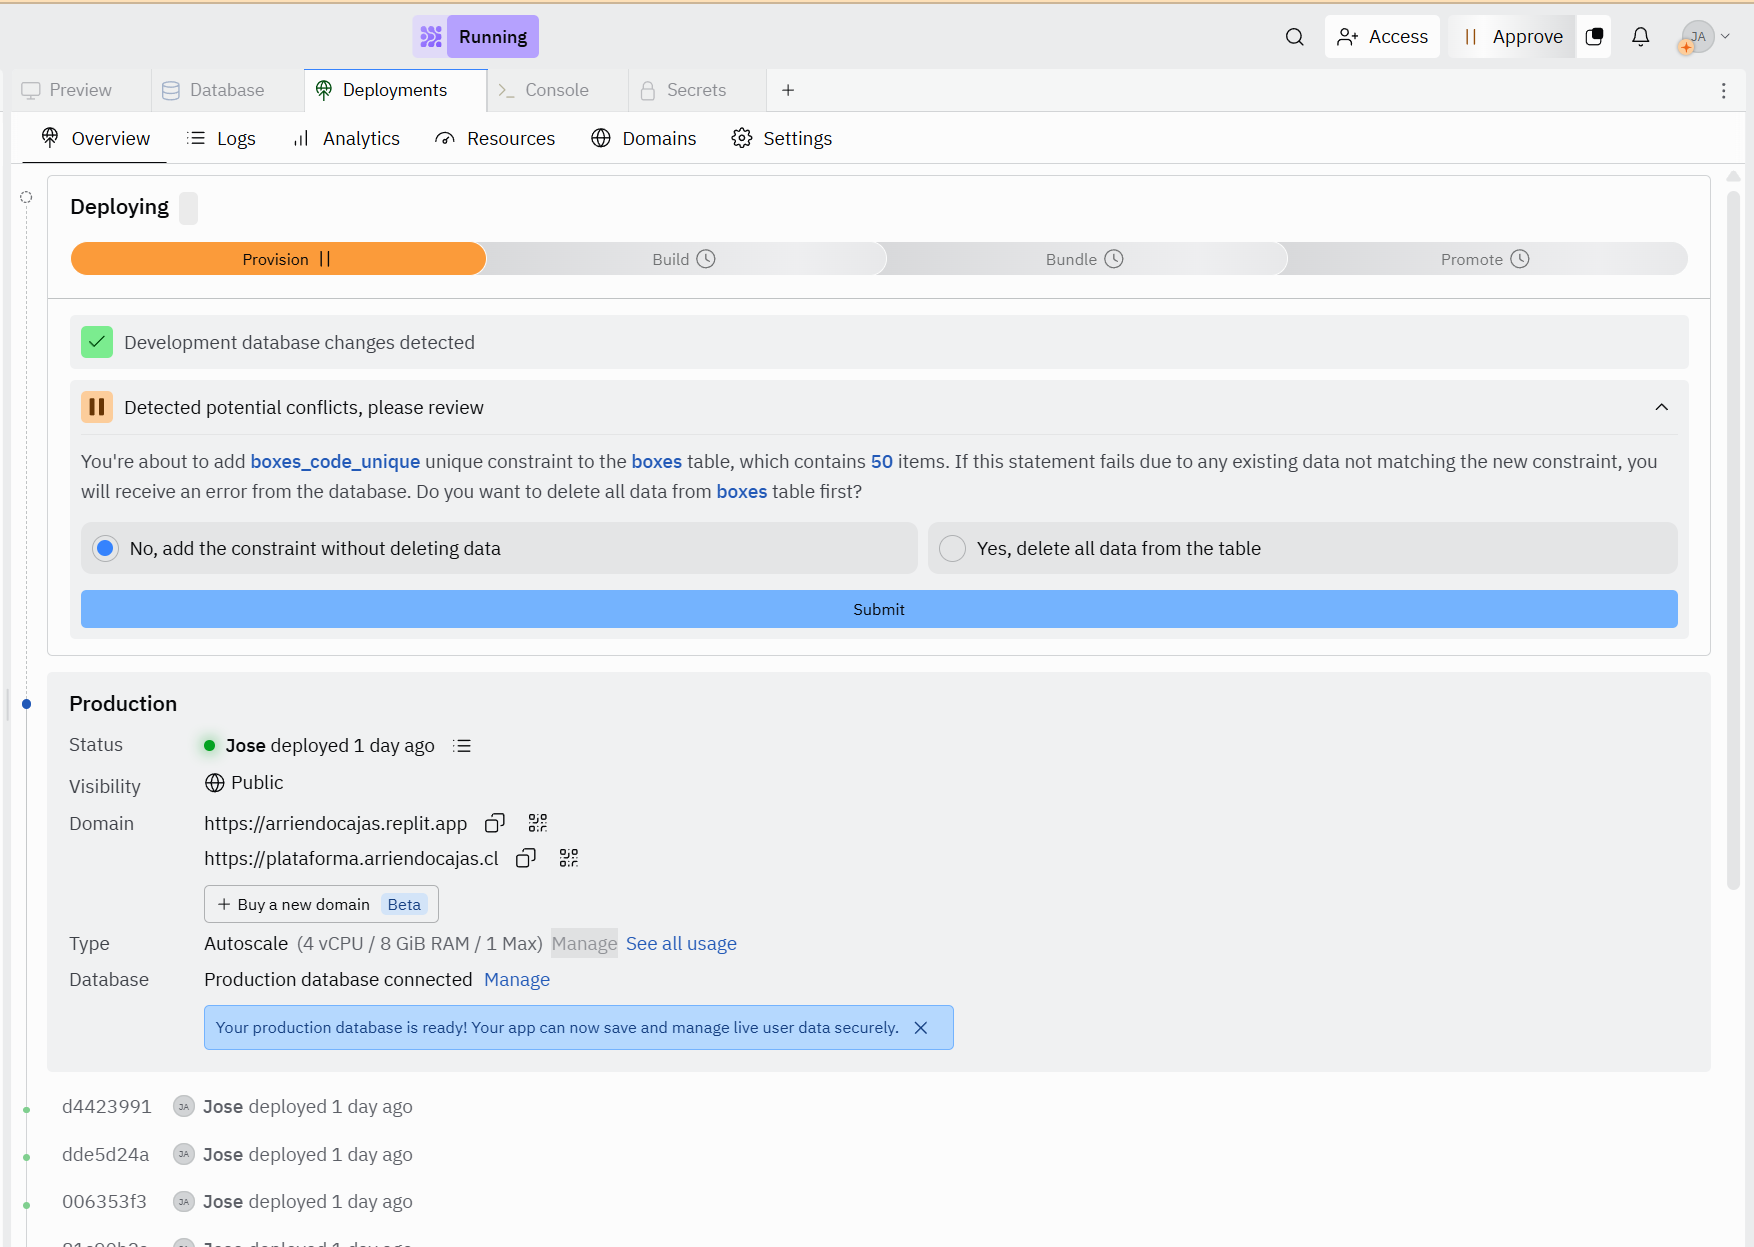 Running
Access
Approve
JA
Preview
Database
Deployments
Console
Secrets
Overview
Logs
Analytics
Resources
Domains
Settings
Deploying
Provision
Build
Bundle
Promote
Development database changes detected
Detected potential conflicts, please review
You're about to add boxes_code_unique unique constraint to the boxes table, which contains 50 items. If this statement fails due to any existing data not matching the new constraint, you
will receive an error from the database. Do you want to delete all data from boxes table first?
No, add the constraint without deleting data
Yes, delete all data from the table
Submit
Production
Status
Jose deployed 1 day ago
Visibility
Public
Domain
https://arriendocajas.replit.app
https://plataforma.arriendocajas.cl
+ Buy a new domain Beta
Type
Autoscale (4 vCPU / 8 GiB RAM / 1 Max) Manage See all usage
Database
Production database connected Manage
Your production database is ready! Your app can now save and manage live user data securely.
d4423991 JA Jose deployed 1 day ago
dde5d24a JA Jose deployed 1 day ago
006353f3 JA Jose deployed 1 day ago
Jose deployed 1 day ago